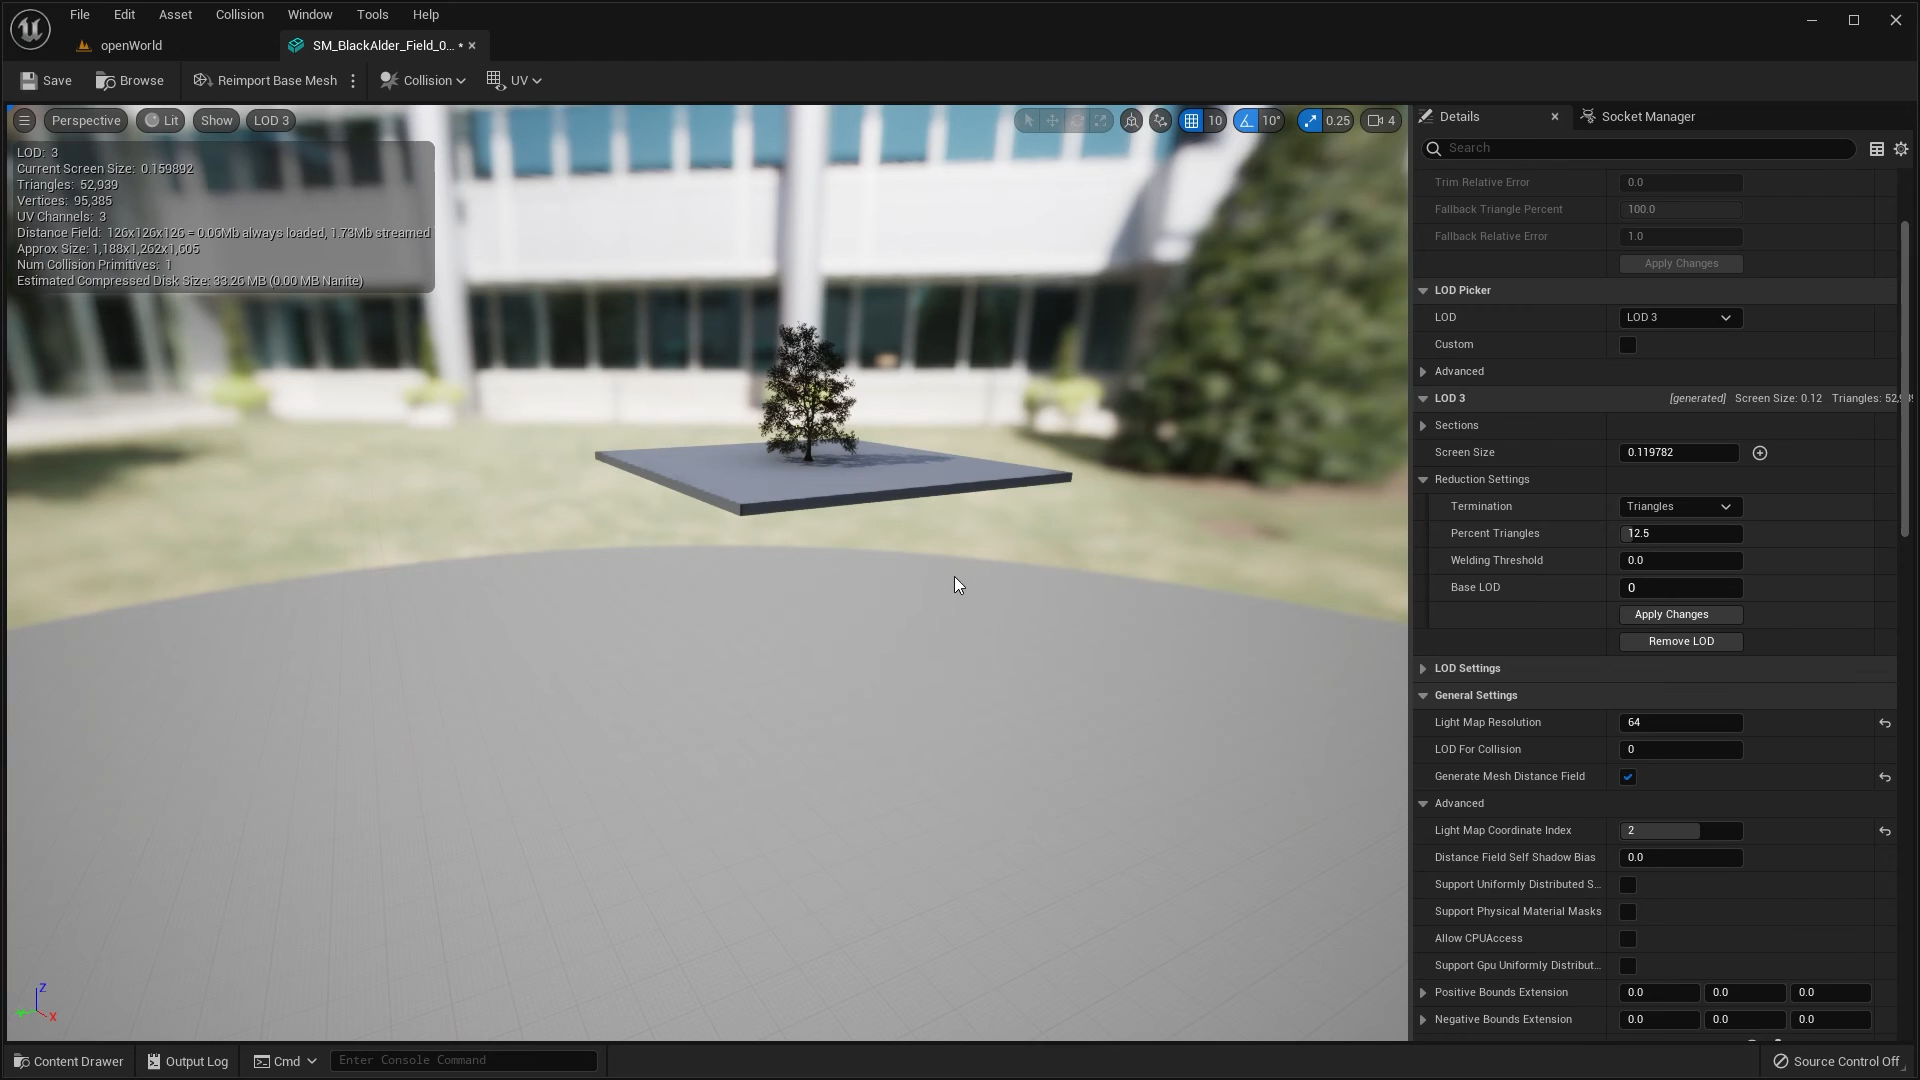 File Edit Asset Collision Window Tools Help
openWorld
SM_BlackAlder_Field_0... *
Save Browse Reimport Base Mesh Collision UV
Perspective Lit Show LOD 3
10 10° 0.25 4
LOD: 3
Current Screen Size: 0.159892
Triangles: 52,939
Vertices: 95,385
UV Channels: 3
Distance Field: 126x126x126 = 0.06Mb always loaded, 1.73Mb streamed
Approx Size: 1,188x1,262x1,605
Num Collision Primitives: 1
Estimated Compressed Disk Size: 33.26 MB (0.00 MB Nanite)
Z
X
Details Socket Manager
Search
Trim Relative Error 0.0
Fallback Triangle Percent 100.0
Fallback Relative Error 1.0
Apply Changes
LOD Picker
LOD LOD 3
Custom
Advanced
LOD 3 [generated] Screen Size: 0.12 Triangles:
Sections
Screen Size 0.119782
Reduction Settings
Termination Triangles
Percent Triangles 12.5
Welding Threshold 0.0
Base LOD 0
Apply Changes
Remove LOD
LOD Settings
General Settings
Light Map Resolution 64
LOD For Collision 0
Generate Mesh Distance Field
Advanced
Light Map Coordinate Index 2
Distance Field Self Shadow Bias 0.0
Support Uniformly Distributed S...
Support Physical Material Masks
Allow CPUAccess
Support Gpu Uniformly Distribut...
Positive Bounds Extension 0.0 0.0 0.0
Negative Bounds Extension 0.0 0.0 0.0
Content Drawer Output Log Cmd Enter Console Command Source Control Off